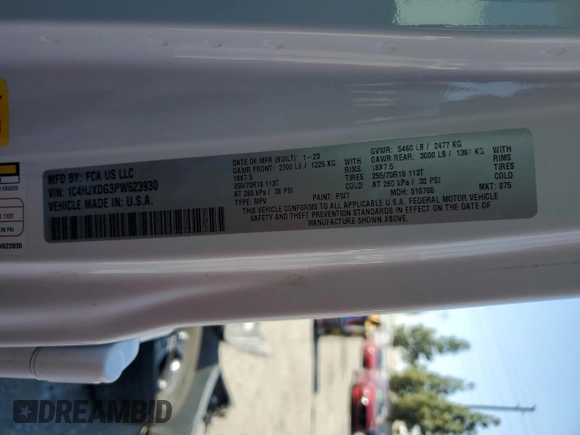 MFD BY: FCA US LLC
VIN: 1C4HJXDG3PW623930
VEHICLE MADE IN: U.S.A.
DATE OF MFR (BUILT): 1-23
GAWR FRONT: 2700 LB / 1225 KG
WITH
18X7.5
RIMS
255/70R18 113T
TIRES
AT 260 kPa / 38 PSI
TYPE: MPV
PAINT: PW7
GVWR: 5460 LB / 2477 KG
GAWR REAR: 3000 LB / 1361 KG
WITH
18X7.5
RIMS
255/70R18 113T
TIRES
AT 260 kPa / 38 PSI
MDH: 010706
MKT: 075
THIS VEHICLE CONFORMS TO ALL APPLICABLE U.S.A. FEDERAL MOTOR VEHICLE
SAFETY, BUMPER, AND THEFT PREVENTION STANDARDS IN EFFECT ON THE DATE OF
MANUFACTURE SHOWN ABOVE.
DREAMBID